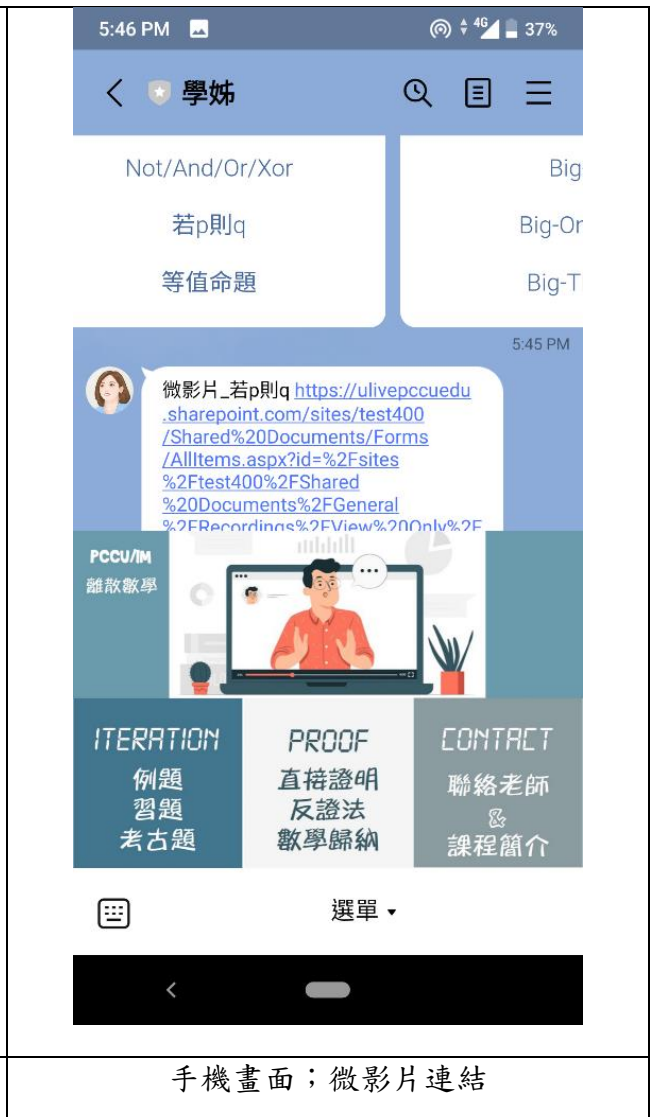 5:46 PM 4G 37%
學姊
Not/And/Or/Xor
若p則q
等值命題
Big-
Big-Or
Big-T
5:45 PM
微影片_若p則q https://ulivepccuedu
.sharepoint.com/sites/test400
/Shared%20Documents/Forms
/AllItems.aspx?id=%2Fsites
%2Ftest400%2FShared
%20Documents%2FGeneral
%2FRecordings%2FView%20Only%2F
PCCU/IM
離散數學
ITERATION
例題
習題
考古題
PROOF
直接證明
反證法
數學歸納
CONTACT
聯絡老師
&
課程簡介
選單
手機畫面；微影片連結